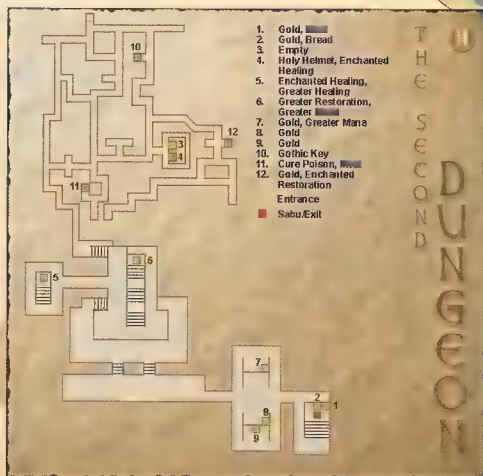 1. Gold,
2. Gold, Bread
3. Empty
4. Holy Helmet, Enchanted
Healing
5. Enchanted Healing,
Greater Healing
6. Greater Restoration,
Greater
7. Gold, Greater Mana
8. Gold
9. Gold
10. Gothic Key
11. Cure Poison,
12. Gold, Enchanted
Restoration
Entrance
Sabu/Exit
THE SECOND
DUNGEON
10
3
4
12
11
6
5
7
2
1
8
9